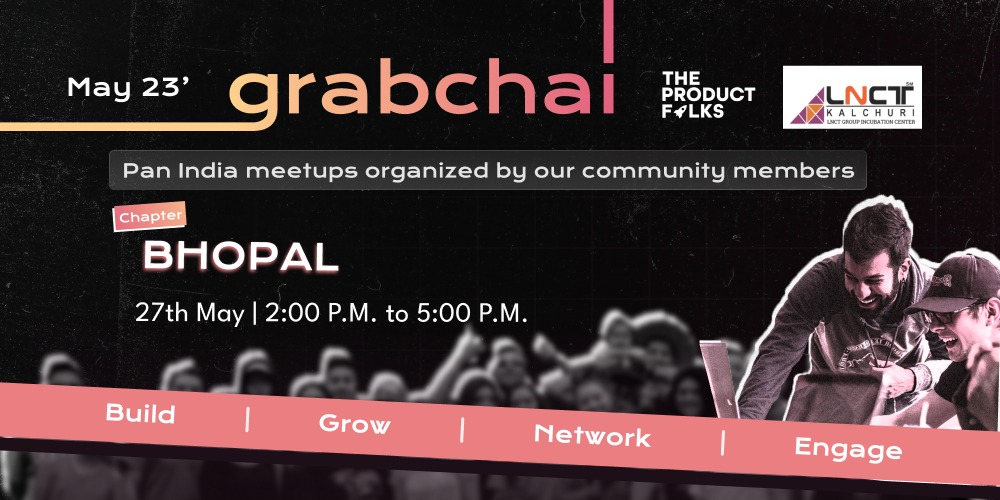 May 23’
grabchai
THE
PRODUCT
FOLKS
LNCT
KALCHURI
LNCT GROUP INCUBATION CENTER
Pan India meetups organized by our community members
Chapter
BHOPAL
27th May | 2:00 P.M. to 5:00 P.M.
Build | Grow | Network | Engage